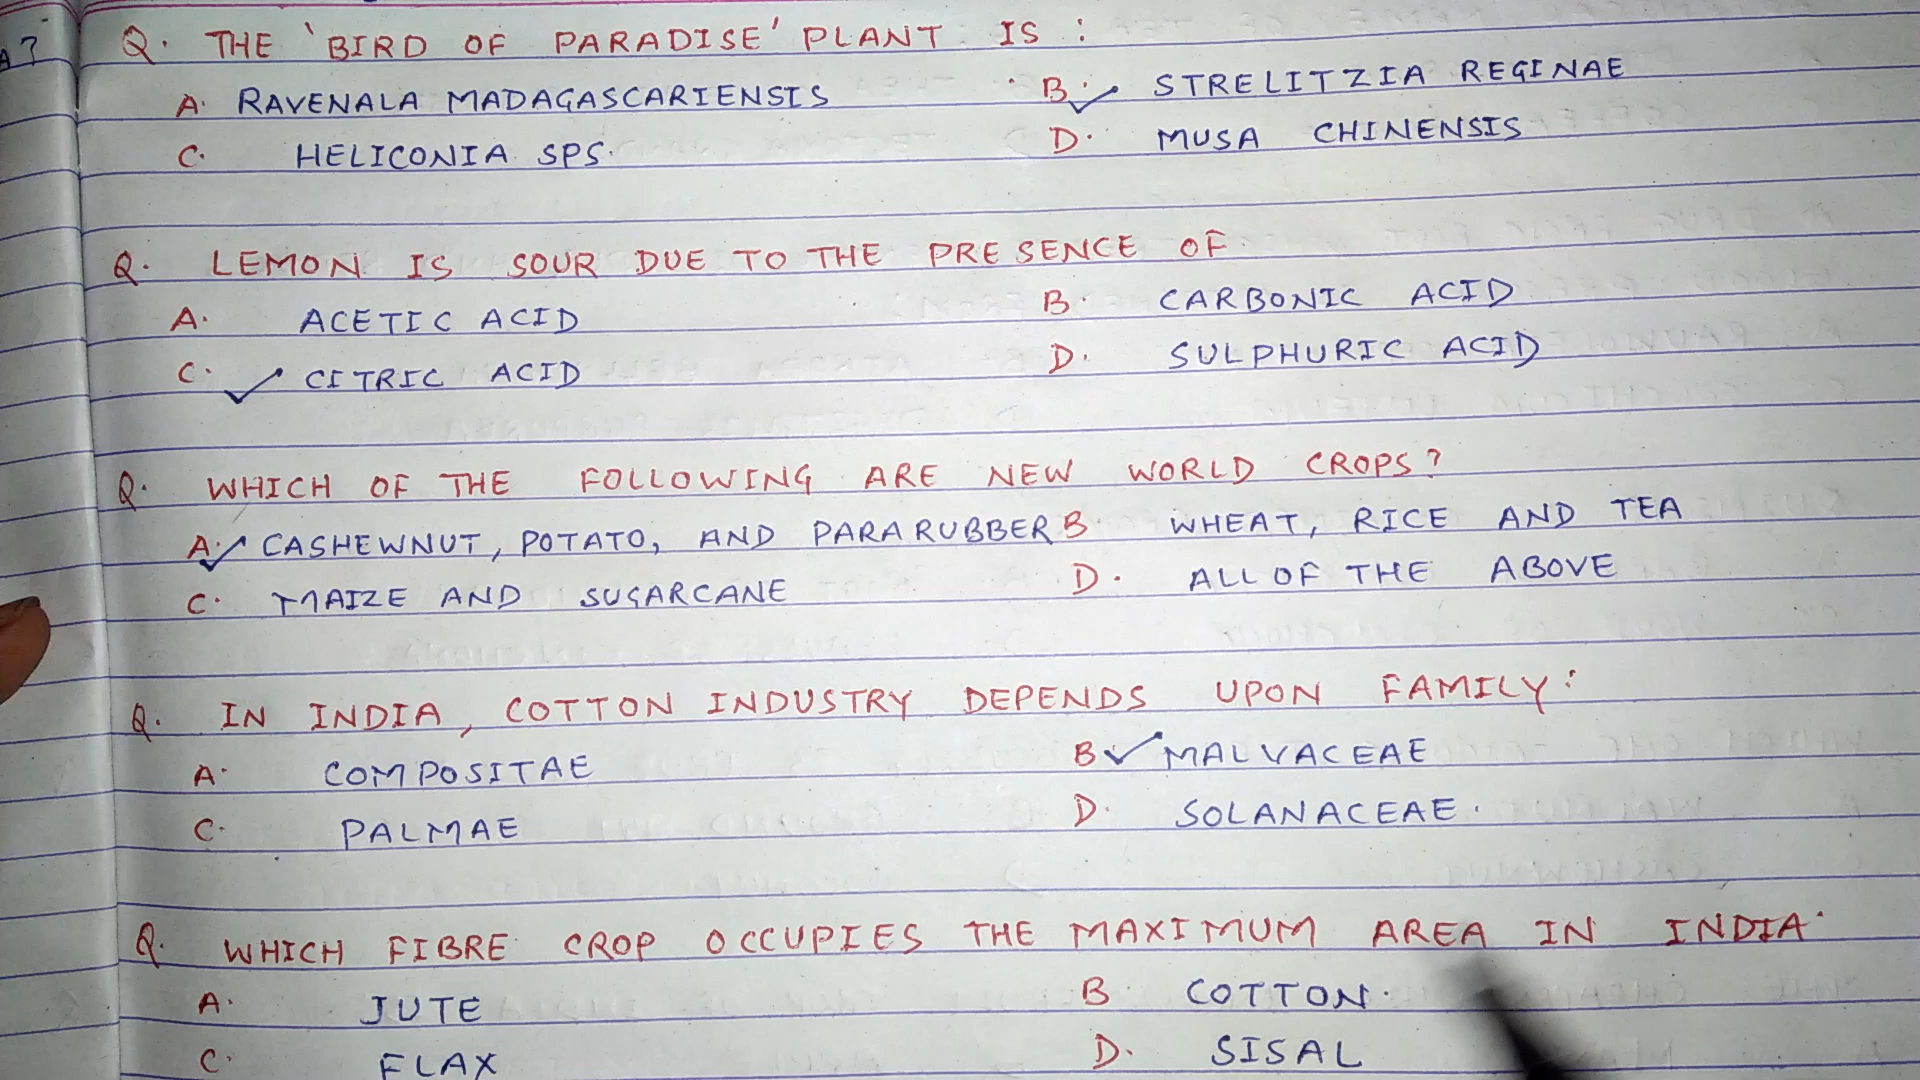 A?
Q. THE 'BIRD OF PARADISE' PLANT IS :
A. RAVENALA MADAGASCARIENSIS B. ✓ STRELITZIA REGINAE
C. HELICONIA SPS. D. MUSA CHINENSIS
Q. LEMON IS SOUR DUE TO THE PRESENCE OF
A. ACETIC ACID B. CARBONIC ACID
C. ✓ CITRIC ACID D. SULPHURIC ACID
Q. WHICH OF THE FOLLOWING ARE NEW WORLD CROPS?
A. ✓ CASHEWNUT, POTATO, AND PARARUBBER B. WHEAT, RICE AND TEA
C. MAIZE AND SUGARCANE D. ALL OF THE ABOVE
Q. IN INDIA, COTTON INDUSTRY DEPENDS UPON FAMILY:
A. COMPOSITAE B ✓ MALVACEAE
C. PALMAE D. SOLANACEAE.
Q. WHICH FIBRE CROP OCCUPIES THE MAXIMUM AREA IN INDIA.
A. JUTE B COTTON.
C. FLAX D. SISAL